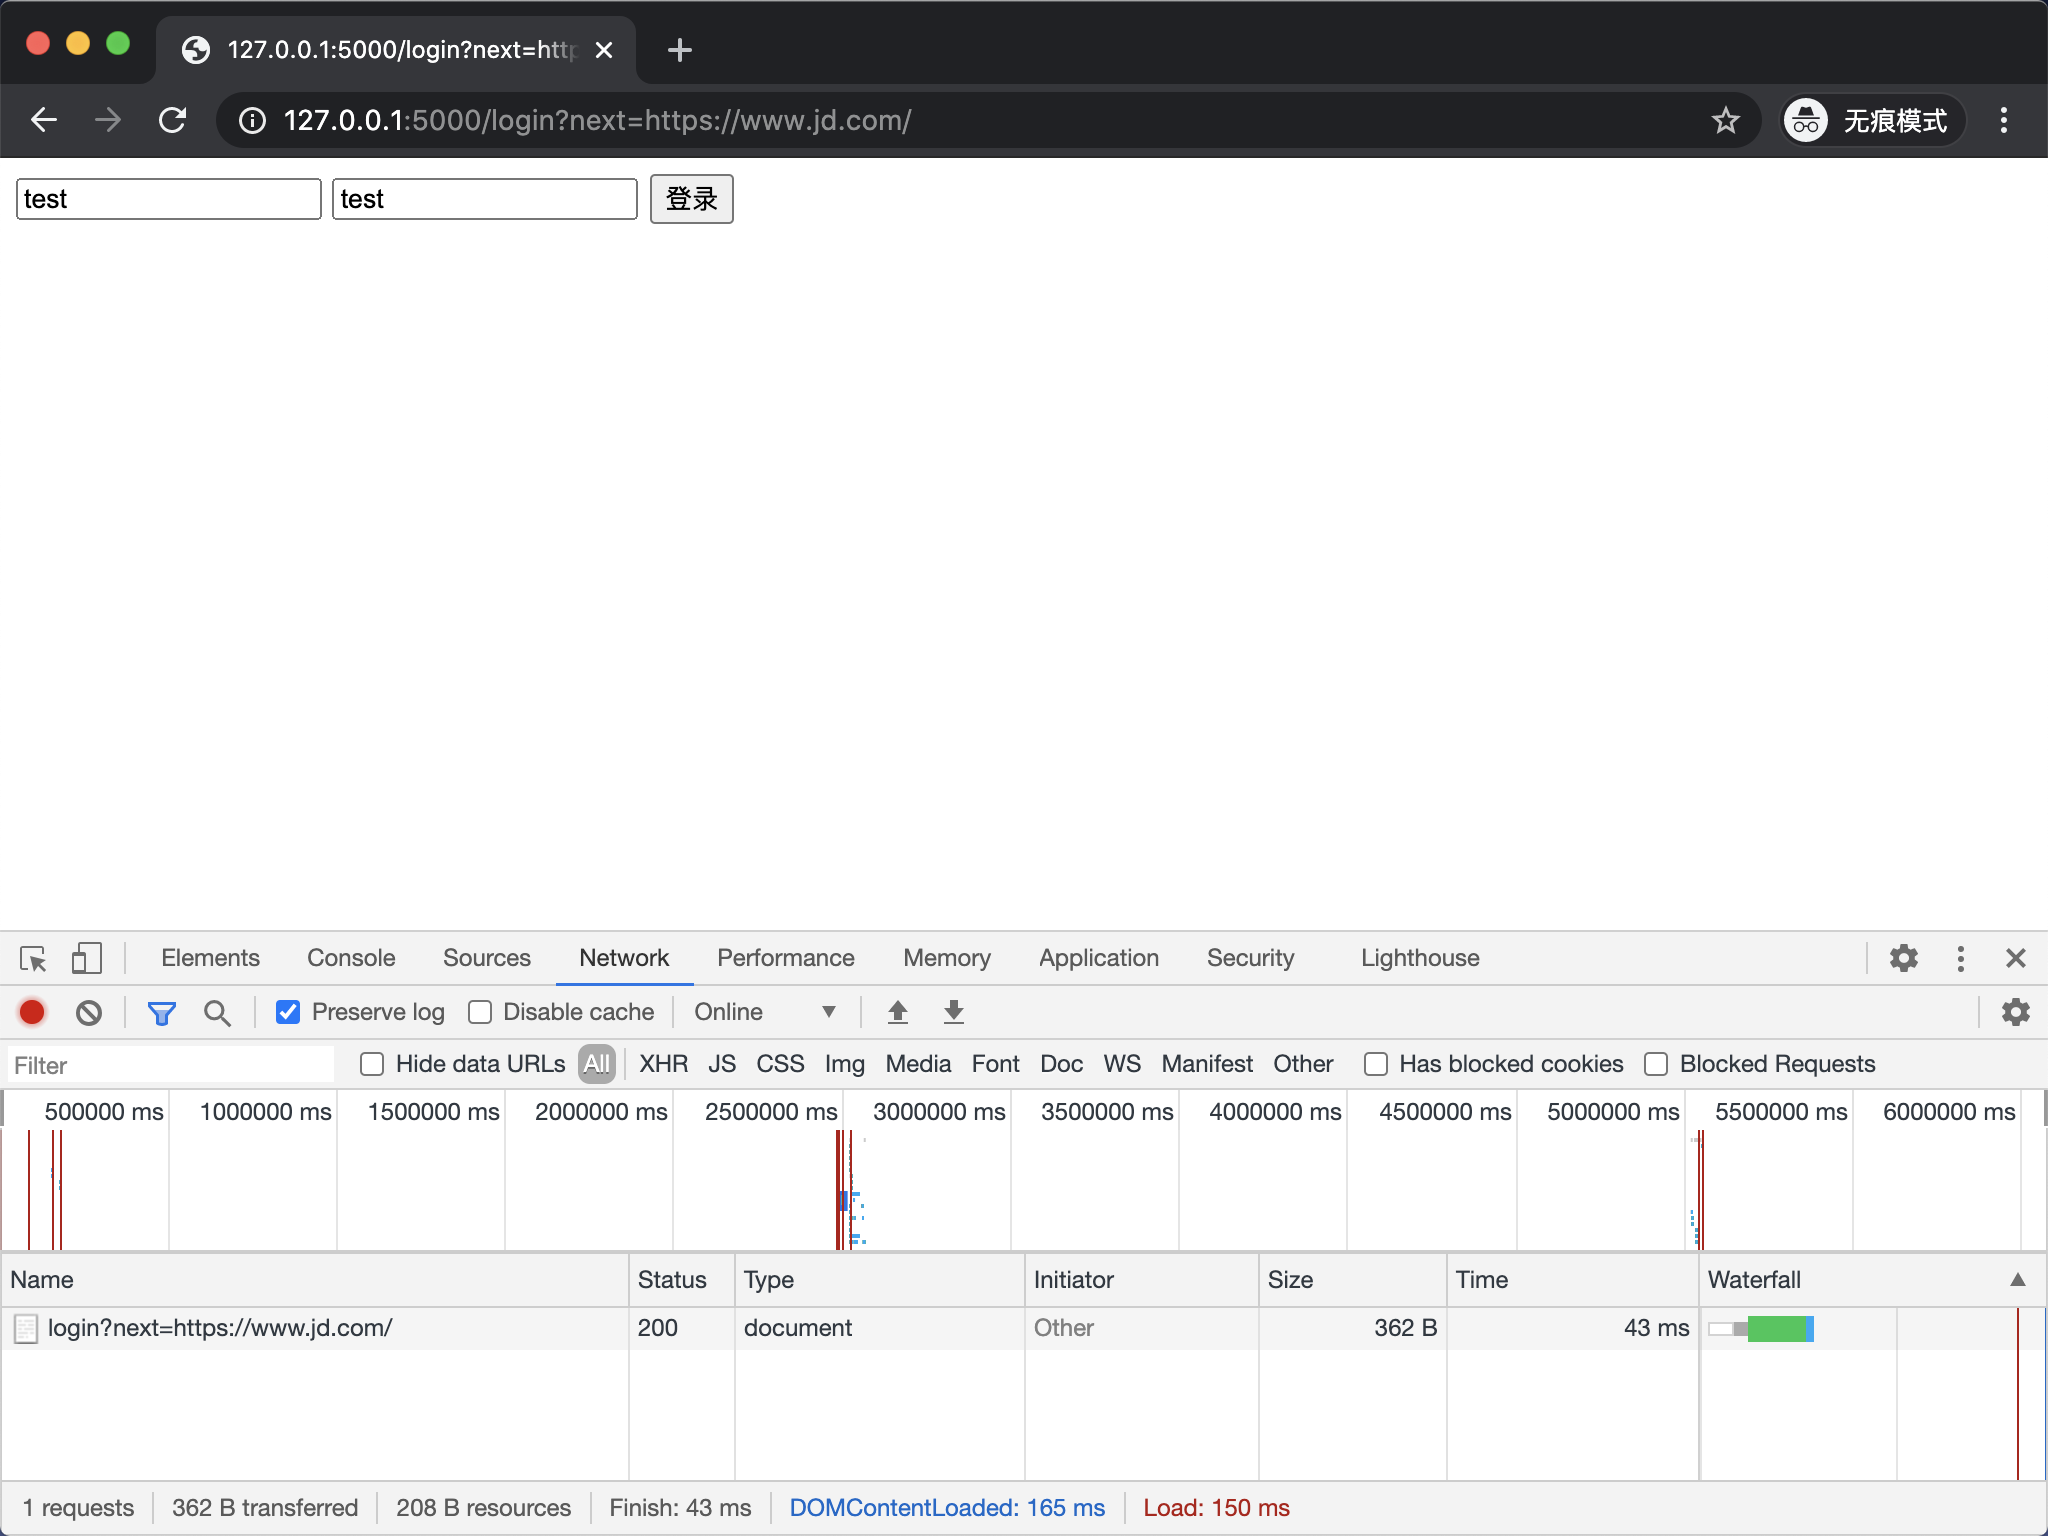 127.0.0.1:5000/login?next=http
127.0.0.1:5000/login?next=https://www.jd.com/
无痕模式
test test 登录
Elements Console Sources Network Performance Memory Application Security Lighthouse
Preserve log Disable cache Online
Filter Hide data URLs All XHR JS CSS Img Media Font Doc WS Manifest Other Has blocked cookies Blocked Requests
500000 ms 1000000 ms 1500000 ms 2000000 ms 2500000 ms 3000000 ms 3500000 ms 4000000 ms 4500000 ms 5000000 ms 5500000 ms 6000000 ms
Name Status Type Initiator Size Time Waterfall
login?next=https://www.jd.com/ 200 document Other 362 B 43 ms
1 requests 362 B transferred 208 B resources Finish: 43 ms DOMContentLoaded: 165 ms Load: 150 ms